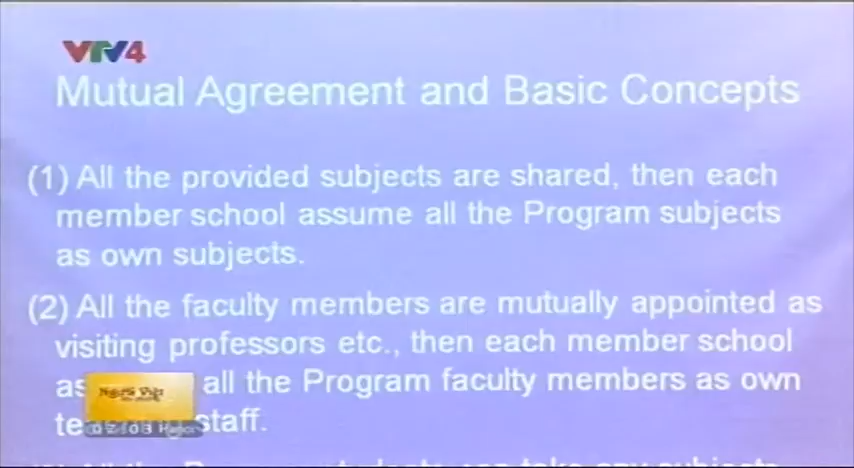 VTV4
Mutual Agreement and Basic Concepts
(1) All the provided subjects are shared, then each
member school assume all the Program subjects
as own subjects.
(2) All the faculty members are mutually appointed as
visiting professors etc., then each member school
all the Program faculty members as own
staff.
Người Việt